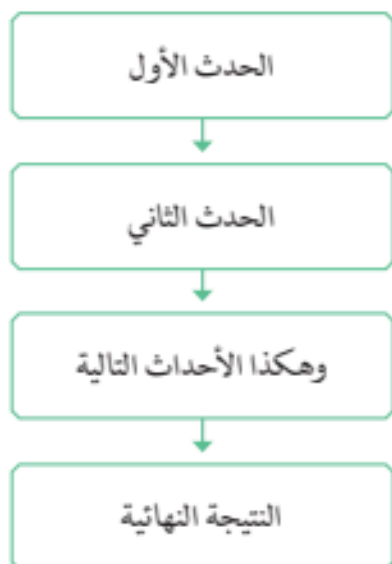 الحدث الأول
الحدث الثاني
وهكذا الأحداث التالية
النتيجة النهائية